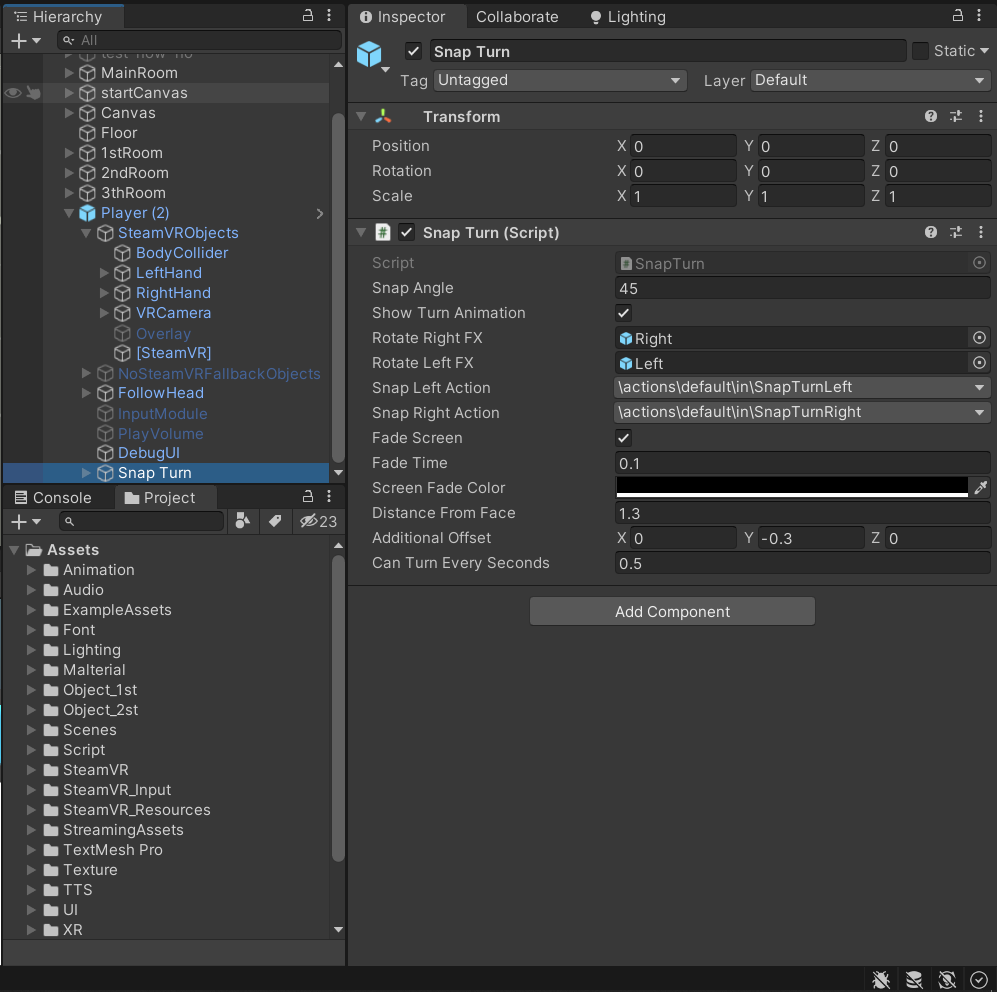 Hierarchy
All
test_now_no
MainRoom
startCanvas
Canvas
Floor
1stRoom
2ndRoom
3thRoom
Player (2)
SteamVRObjects
BodyCollider
LeftHand
RightHand
VRCamera
Overlay
[SteamVR]
NoSteamVRFallbackObjects
FollowHead
InputModule
PlayVolume
DebugUI
Snap Turn
Console Project
23
Assets
Animation
Audio
ExampleAssets
Font
Lighting
Malterial
Object_1st
Object_2st
Scenes
Script
SteamVR
SteamVR_Input
SteamVR_Resources
StreamingAssets
TextMesh Pro
Texture
TTS
UI
XR
Inspector Collaborate Lighting
Snap Turn Static
Tag Untagged Layer Default
Transform
Position X 0 Y 0 Z 0
Rotation X 0 Y 0 Z 0
Scale X 1 Y 1 Z 1
# Snap Turn (Script)
Script # SnapTurn
Snap Angle 45
Show Turn Animation
Rotate Right FX Right
Rotate Left FX Left
Snap Left Action \actions\default\in\SnapTurnLeft
Snap Right Action \actions\default\in\SnapTurnRight
Fade Screen
Fade Time 0.1
Screen Fade Color
Distance From Face 1.3
Additional Offset X 0 Y -0.3 Z 0
Can Turn Every Seconds 0.5
Add Component